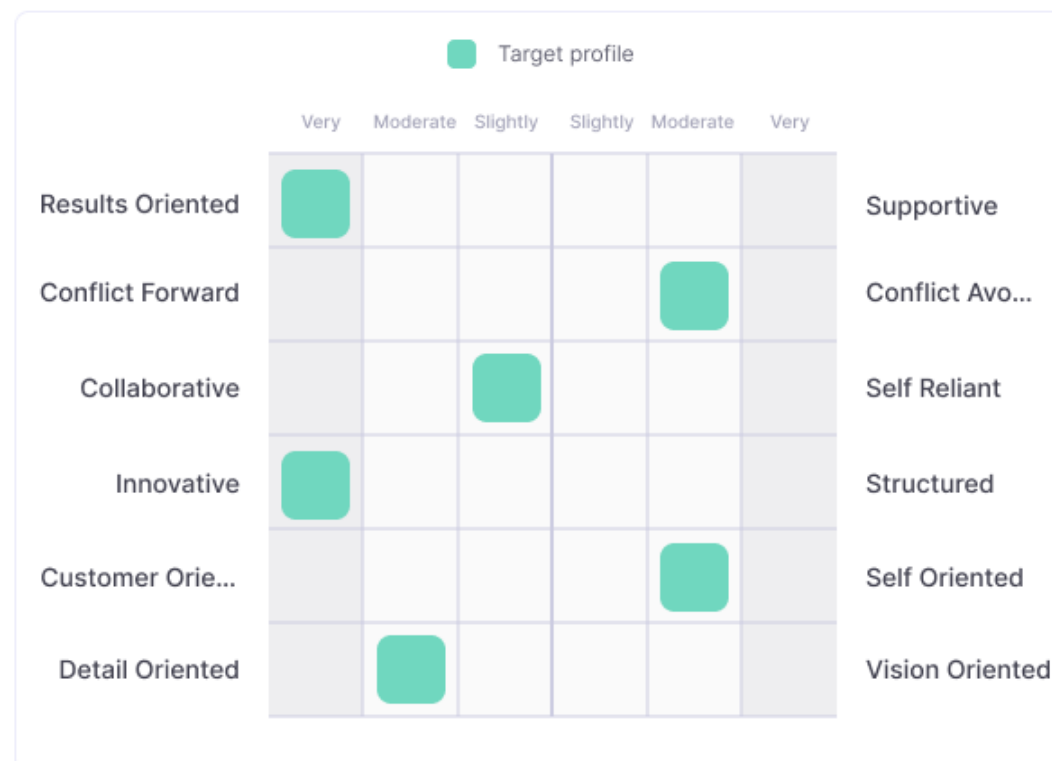 Target profile
Very Moderate Slightly Slightly Moderate Very
Results Oriented Supportive
Conflict Forward Conflict Avo...
Collaborative Self Reliant
Innovative Structured
Customer Orie... Self Oriented
Detail Oriented Vision Oriented